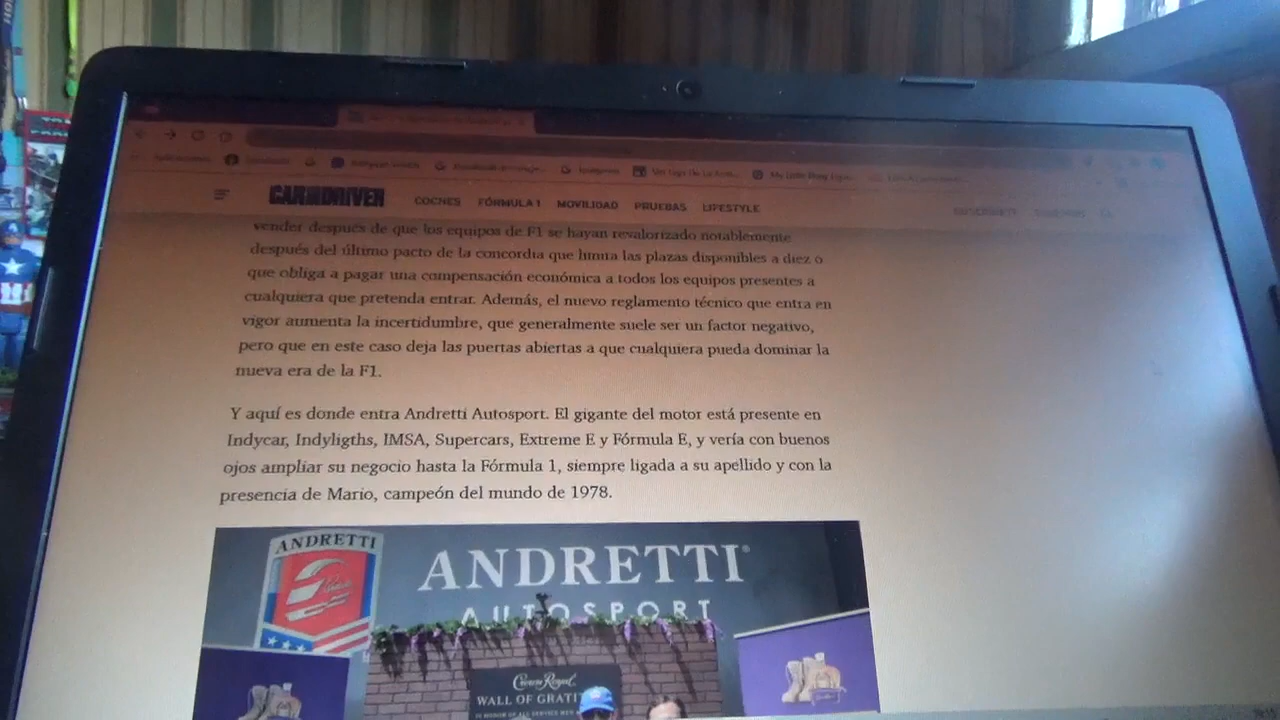 CARANDDRIVER
COCHES FÓRMULA 1 MOVILIDAD PRUEBAS LIFESTYLE
vender después de que los equipos de F1 se hayan revalorizado notablemente
después del último pacto de la concordia que limita las plazas disponibles a diez o
que obliga a pagar una compensación económica a todos los equipos presentes a
cualquiera que pretenda entrar. Además, el nuevo reglamento técnico que entra en
vigor aumenta la incertidumbre, que generalmente suele ser un factor negativo,
pero que en este caso deja las puertas abiertas a que cualquiera pueda dominar la
nueva era de la F1.
Y aquí es donde entra Andretti Autosport. El gigante del motor está presente en
Indycar, Indyligths, IMSA, Supercars, Extreme E y Fórmula E, y vería con buenos
ojos ampliar su negocio hasta la Fórmula 1, siempre ligada a su apellido y con la
presencia de Mario, campeón del mundo de 1978.
ANDRETTI
ANDRETTI
AUTOSPORT
Crown Royal
WALL OF GRATI